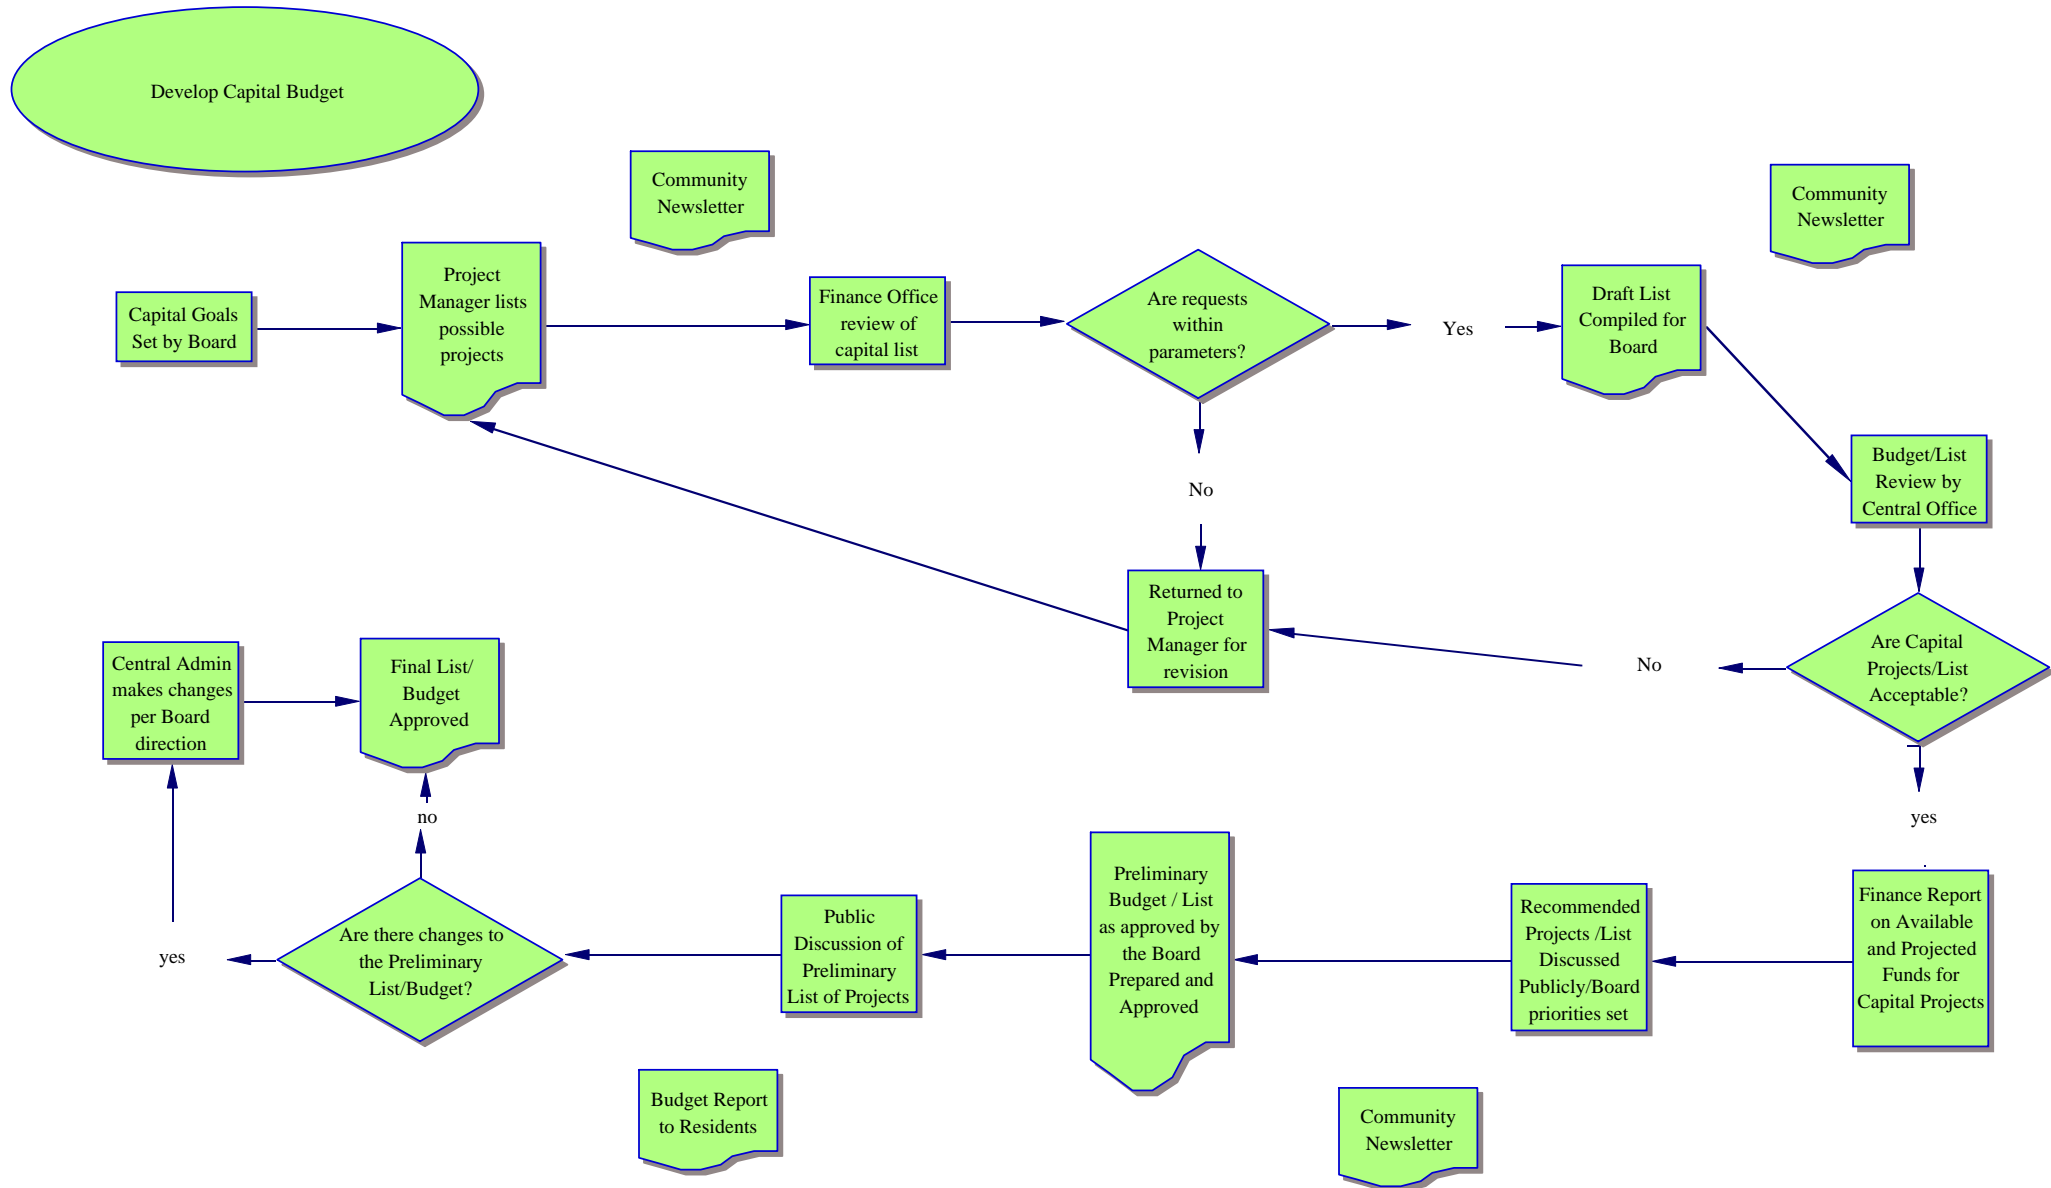 Develop Capital Budget
Community
Newsletter
Community
Newsletter
Capital Goals
Set by Board
Project
Manager lists
possible
projects
Finance Office
review of
capital list
Are requests
within
parameters?
Yes
Draft List
Compiled for
Board
No
Budget/List
Review by
Central Office
Returned to
Project
Manager for
revision
No
Are Capital
Projects/List
Acceptable?
Central Admin
makes changes
per Board
direction
Final List/
Budget
Approved
no
yes
yes
Are there changes to
the Preliminary
List/Budget?
Public
Discussion of
Preliminary
List of Projects
Preliminary
Budget / List
as approved by
the Board
Prepared and
Approved
Recommended
Projects /List
Discussed
Publicly/Board
priorities set
Finance Report
on Available
and Projected
Funds for
Capital Projects
Budget Report
to Residents
Community
Newsletter